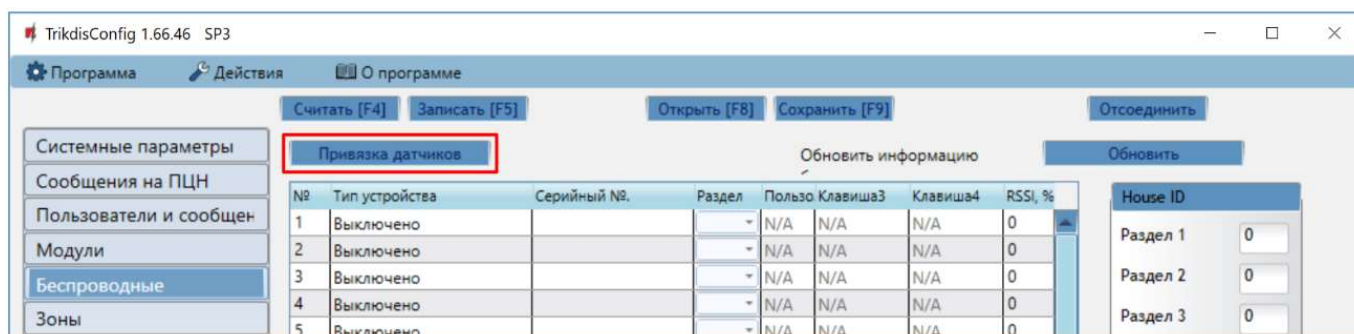 TrikdisConfig 1.66.46 SP3
Программа Действия О программе
Считать [F4] Записать [F5] Открыть [F8] Сохранить [F9] Отсоединить
Системные параметры
Сообщения на ПЦН
Пользователи и сообщен
Модули
Беспроводные
Зоны
Привязка датчиков Обновить информацию Обновить
№ Тип устройства Серийный №. Раздел Пользо Клавиша3 Клавиша4 RSSI, %
1 Выключено N/A N/A N/A 0
2 Выключено N/A N/A N/A 0
3 Выключено N/A N/A N/A 0
4 Выключено N/A N/A N/A 0
5 Выключено N/A N/A N/A 0
House ID
Раздел 1 0
Раздел 2 0
Раздел 3 0